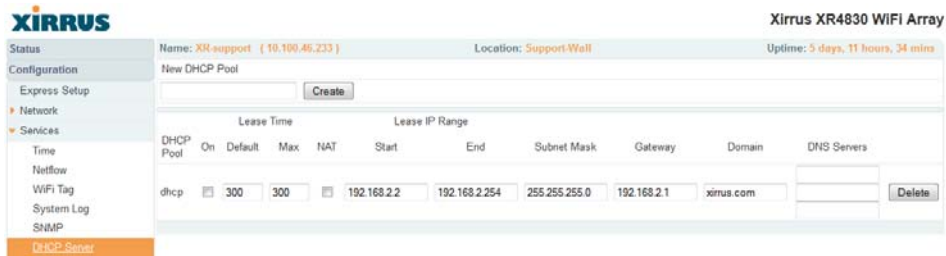 XIRRUS
Xirrus XR4830 WiFi Array
Status
Name: XR-support ( 10.100.46.233 )
Location: Support-Wall
Uptime: 5 days, 11 hours, 34 mins
Configuration
New DHCP Pool
Express Setup
Create
Network
Services
Lease Time
Lease IP Range
DHCP Pool On Default Max NAT Start End Subnet Mask Gateway Domain DNS Servers
Time
Netflow
WiFi Tag
dhcp 300 300 192.168.2.2 192.168.2.254 255.255.255.0 192.168.2.1 xirrus.com Delete
System Log
SNMP
DHCP Server